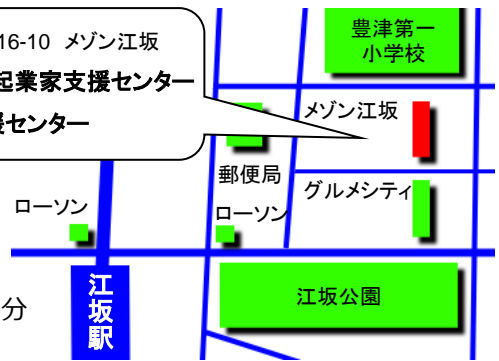 16-10 メゾン江坂
起業家支援センター
援センター
豊津第一
小学校
メゾン江坂
郵便局
グルメシティ
ローソン
ローソン
江坂駅
江坂公園
分